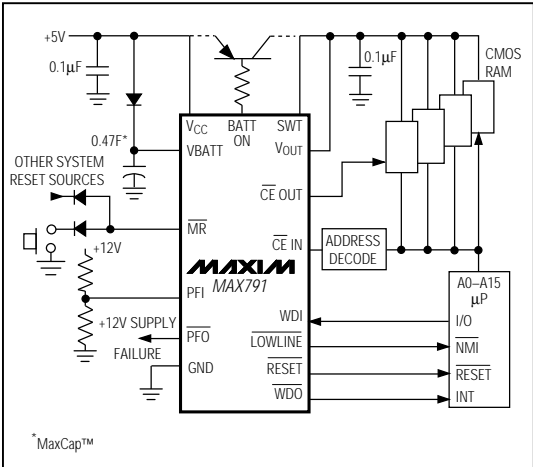 +5V
0.1μF
0.1μF
CMOS
RAM
VCC
BATT
ON
SWT
0.47F*
VBATT
VOUT
OTHER SYSTEM
RESET SOURCES
CE OUT
MR
CE IN
ADDRESS
DECODE
+12V
MAXIM
MAX791
A0–A15
μP
PFI
WDI
I/O
+12V SUPPLY
FAILURE
PFO
LOWLINE
NMI
GND
RESET
RESET
WDO
INT
*MaxCap™